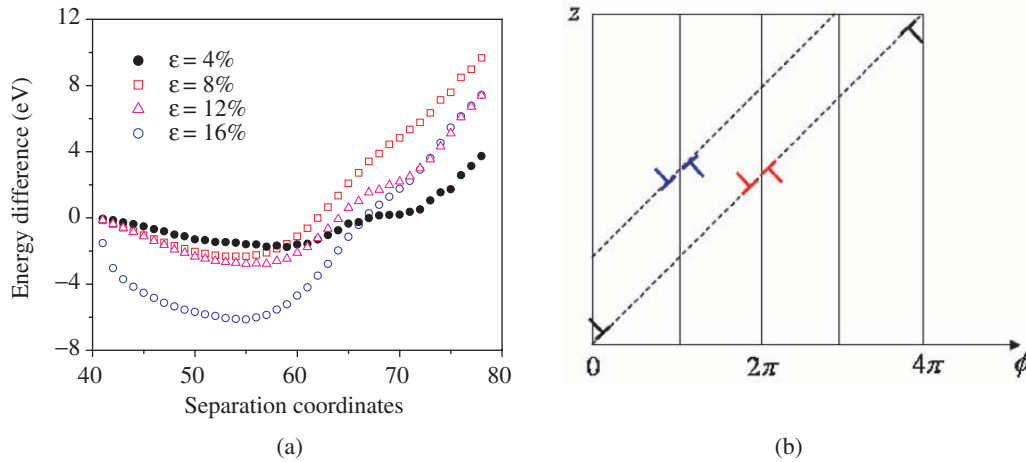 12
8
4
0
−4
−8
Energy difference (eV)
ε = 4%
ε = 8%
ε = 12%
ε = 16%
40 50 60 70 80
Separation coordinates
(a)
z
0 2π 4π ϕ
(b)